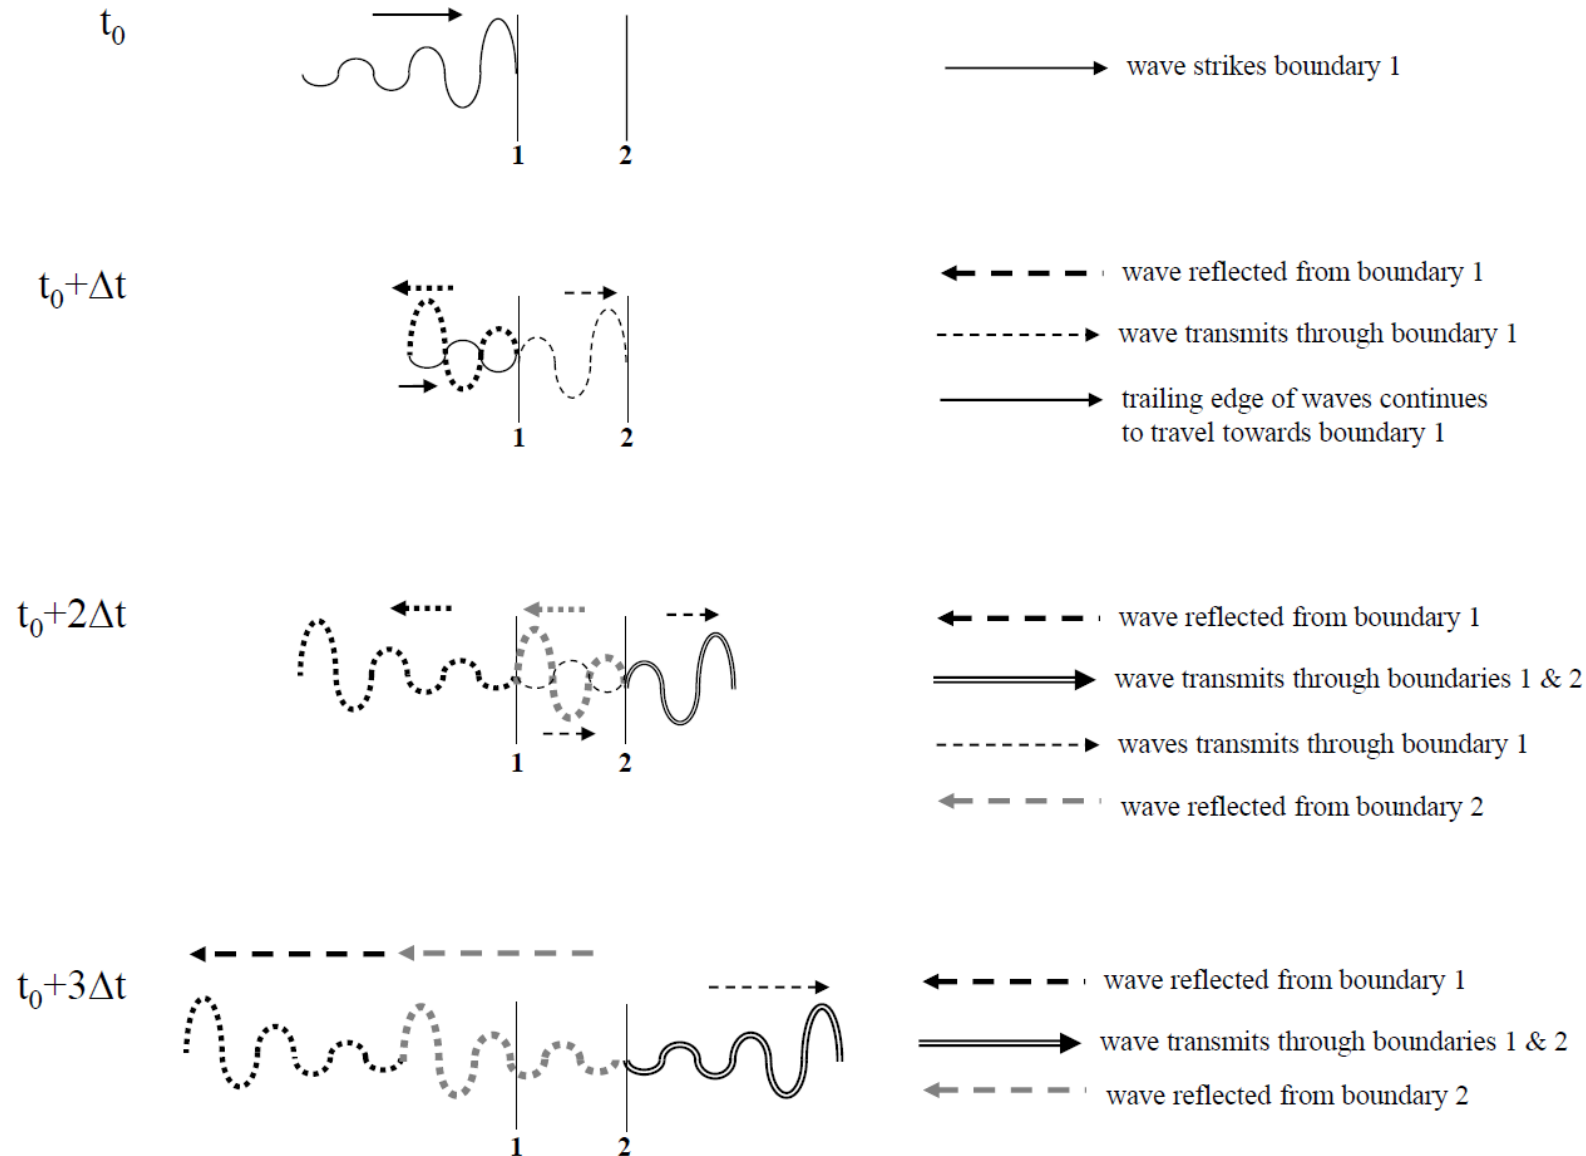 t0
wave strikes boundary 1
1 2
t0+Δt
wave reflected from boundary 1
wave transmits through boundary 1
trailing edge of waves continues
to travel towards boundary 1
1 2
t0+2Δt
wave reflected from boundary 1
wave transmits through boundaries 1 & 2
waves transmits through boundary 1
1 2
wave reflected from boundary 2
t0+3Δt
wave reflected from boundary 1
wave transmits through boundaries 1 & 2
wave reflected from boundary 2
1 2